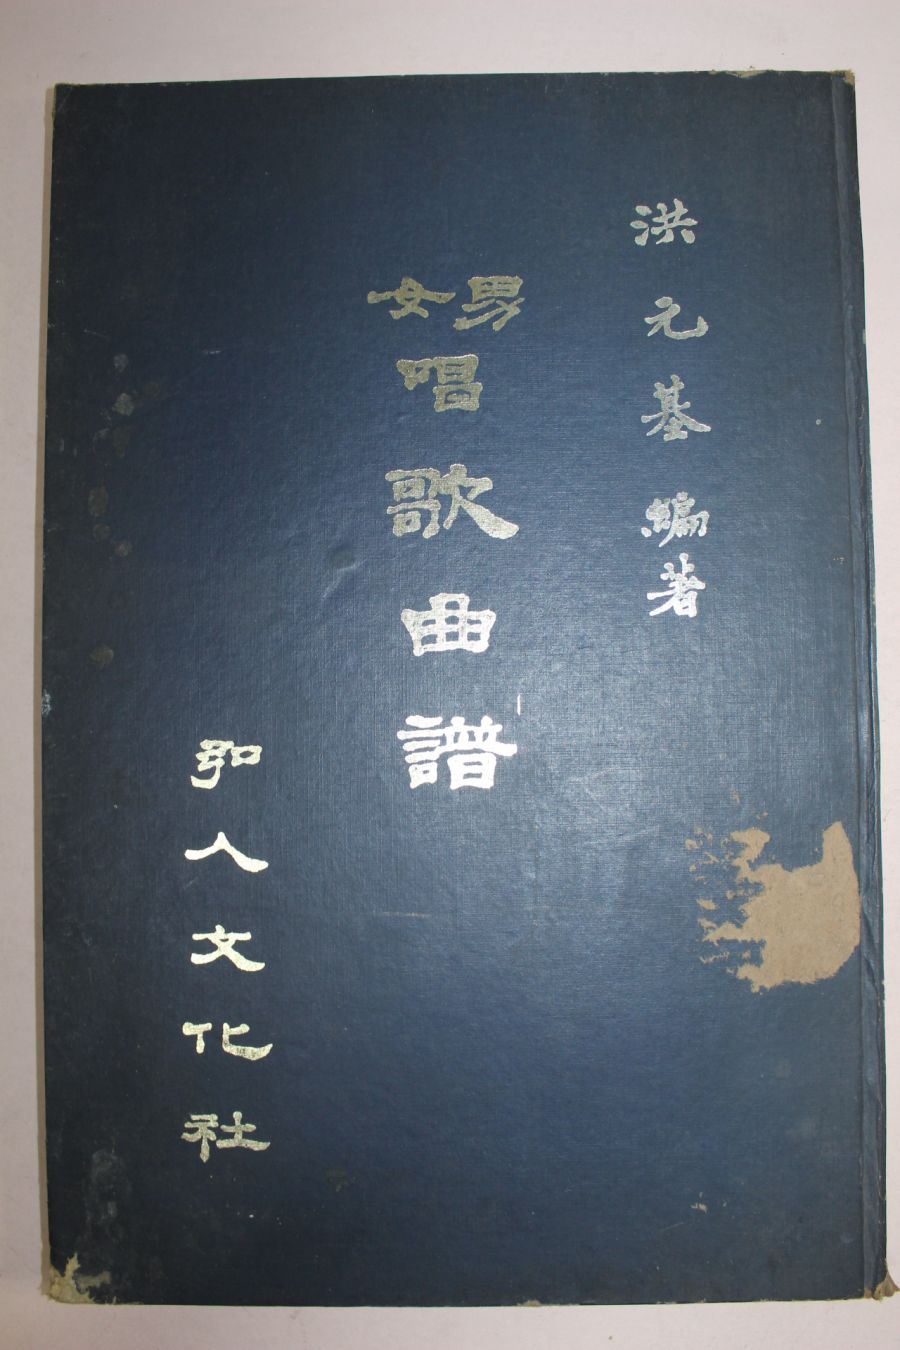 洪元基編著
男女唱歌曲譜
弘人文化社